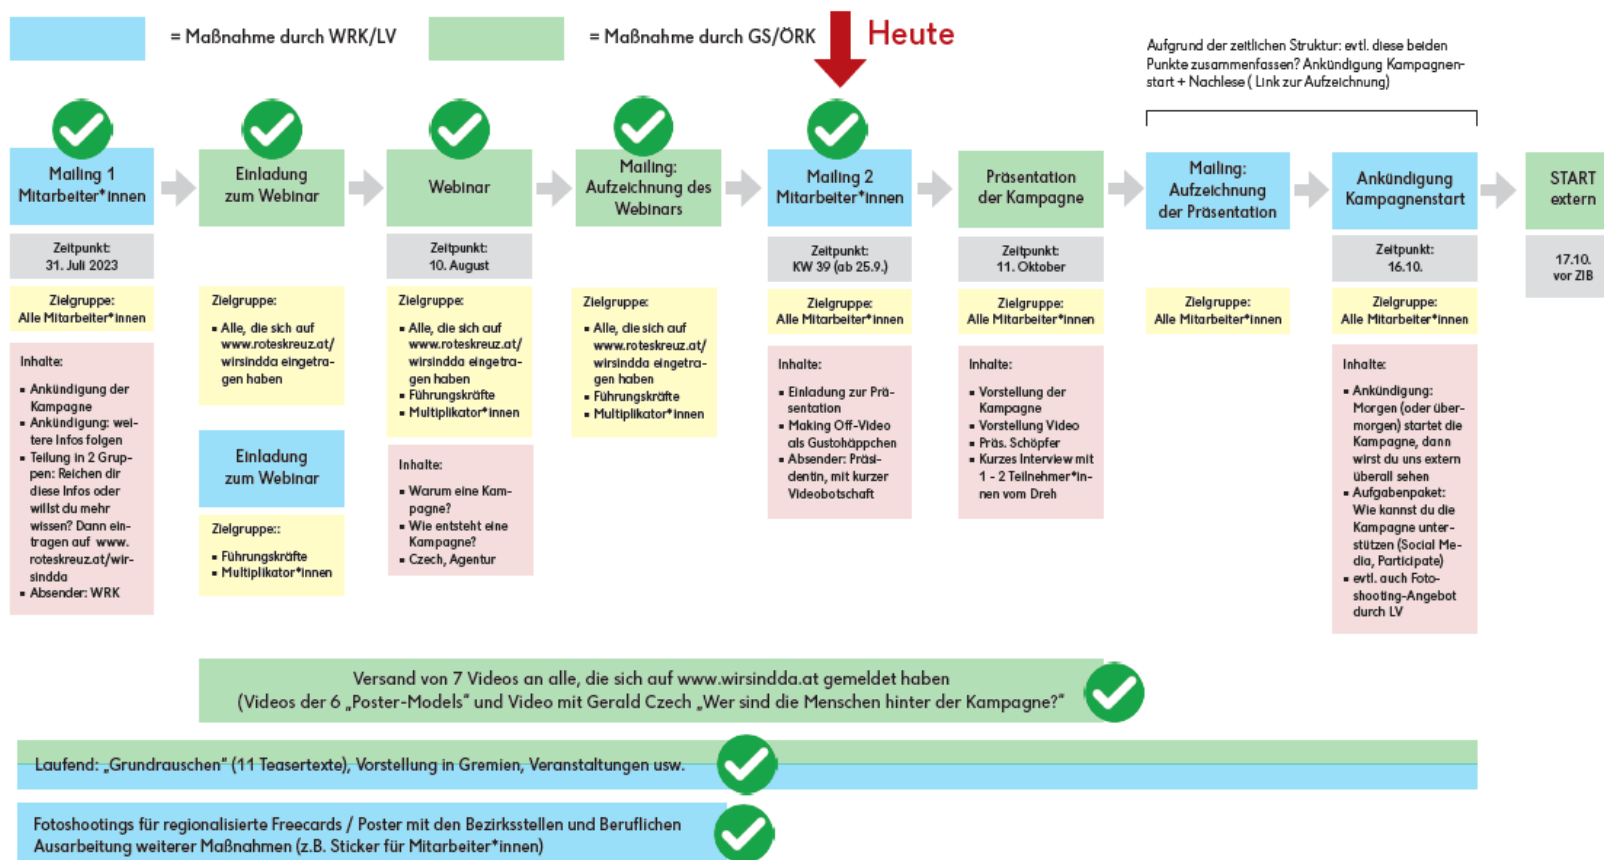 = Maßnahme durch WRK/LV
= Maßnahme durch GS/ÖRK
Heute
Aufgrund der zeitlichen Struktur: evtl. diese beiden
Punkte zusammenfassen? Ankündigung Kampagnen-
start + Nachlese ( Link zur Aufzeichnung)
Mailing 1
Mitarbeiter*innen
Zeitpunkt:
31. Juli 2023
Zielgruppe:
Alle Mitarbeiter*innen
Inhalte:
▪ Ankündigung der
Kampagne
▪ Ankündigung: wei-
tere Infos folgen
▪ Teilung in 2 Grup-
pen: Reichen dir
diese Infos oder
willst du mehr
wissen? Dann ein-
tragen auf www.
roteskreuz.at/wir-
sindda
▪ Absender: WRK
Einladung
zum Webinar
Zielgruppe:
▪ Alle, die sich auf
www.roteskreuz.at/
wirsindda eingetra-
gen haben
Einladung
zum Webinar
Zielgruppe::
▪ Führungskräfte
▪ Multiplikator*innen
Webinar
Zeitpunkt:
10. August
Zielgruppe:
▪ Alle, die sich auf
www.roteskreuz.at/
wirsindda eingetra-
gen haben
▪ Führungskräfte
▪ Multiplikator*innen
Inhalte:
▪ Warum eine Kam-
pagne?
▪ Wie entsteht eine
Kampagne?
▪ Czech, Agentur
Mailing:
Aufzeichnung des
Webinars
Zielgruppe:
▪ Alle, die sich auf
www.roteskreuz.at/
wirsindda eingetra-
gen haben
▪ Führungskräfte
▪ Multiplikator*innen
Mailing 2
Mitarbeiter*innen
Zeitpunkt:
KW 39 (ab 25.9.)
Zielgruppe:
Alle Mitarbeiter*innen
Inhalte:
▪ Einladung zur Prä-
sentation
▪ Making Off-Video
als Gustohäppchen
▪ Absender: Präsi-
dentin, mit kurzer
Videobotschaft
Präsentation
der Kampagne
Zeitpunkt:
11. Oktober
Zielgruppe:
Alle Mitarbeiter*innen
Inhalte:
▪ Vorstellung der
Kampagne
▪ Vorstellung Video
▪ Präs. Schöpfer
▪ Kurzes Interview mit
1 - 2 Teilnehmer*in-
nen vom Dreh
Mailing:
Aufzeichnung
der Präsentation
Zielgruppe:
Alle Mitarbeiter*innen
Ankündigung
Kampagnenstart
Zeitpunkt:
16.10.
Zielgruppe:
Alle Mitarbeiter*innen
Inhalte:
▪ Ankündigung:
Morgen (oder über-
morgen) startet die
Kampagne, dann
wirst du uns extern
überall sehen
▪ Aufgabenpaket:
Wie kannst du die
Kampagne unter-
stützen (Social Me-
dia, Participate)
▪ evtl. auch Foto-
shooting-Angebot
durch LV
START
extern
17.10.
vor ZIB
Versand von 7 Videos an alle, die sich auf www.wirsindda.at gemeldet haben
(Videos der 6 „Poster-Models“ und Video mit Gerald Czech „Wer sind die Menschen hinter der Kampagne?“
Laufend: „Grundrauschen“ (11 Teasertexte), Vorstellung in Gremien, Veranstaltungen usw.
Fotoshootings für regionalisierte Freecards / Poster mit den Bezirksstellen und Beruflichen
Ausarbeitung weiterer Maßnahmen (z.B. Sticker für Mitarbeiter*innen)